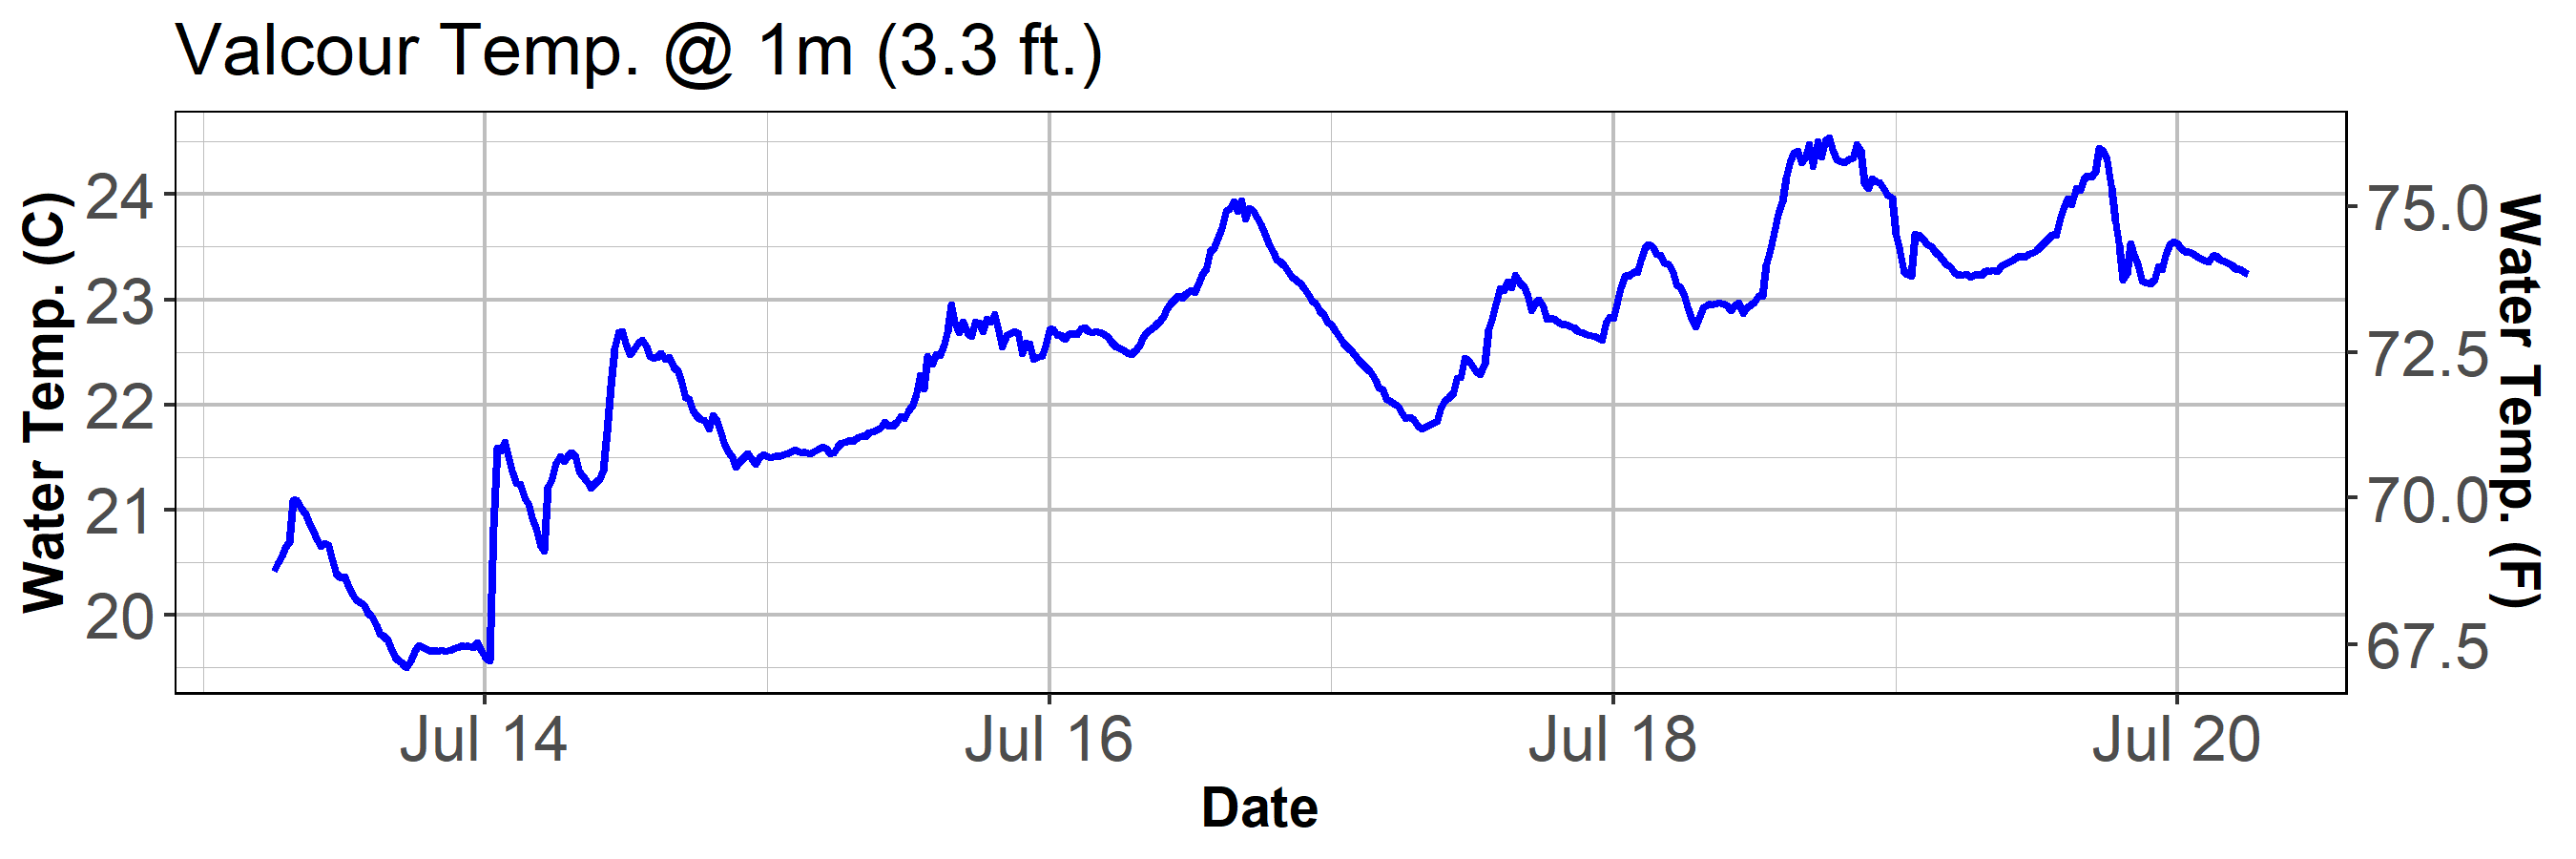 Valcour Temp. @ 1m (3.3 ft.)
Water Temp. (C)
24
23
22
21
20
75.0
72.5
70.0
67.5
Water Temp. (F)
Jul 14
Jul 16
Jul 18
Jul 20
Date